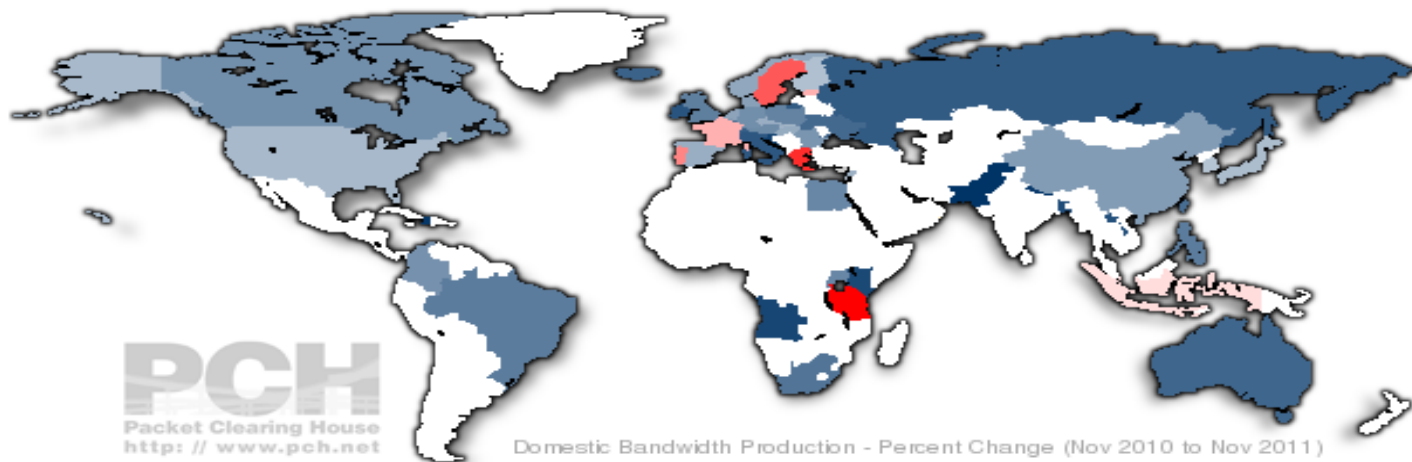 PCH
Packet Clearing House
http: // www.pch.net
Domestic Bandwidth Production - Percent Change (Nov 2010 to Nov 2011)